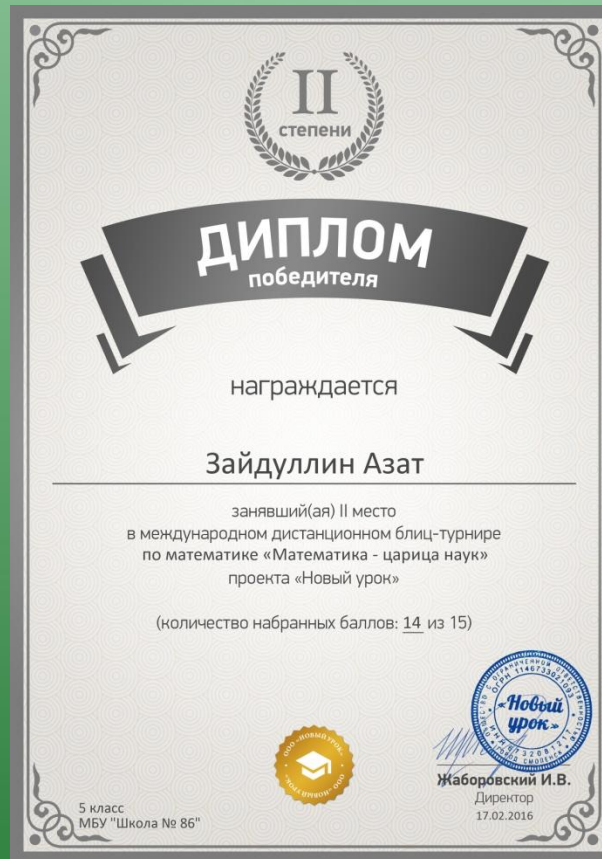 II
степени
ДИПЛОМ
победителя
награждается
Зайдуллин Азат
занявший(ая) II место
в международном дистанционном блиц-турнире
по математике «Математика - царица наук»
проекта «Новый урок»
(количество набранных баллов: 14 из 15)
«Новый
урок»
Жаборовский И.В.
Директор
17.02.2016
5 класс
МБУ "Школа № 86"